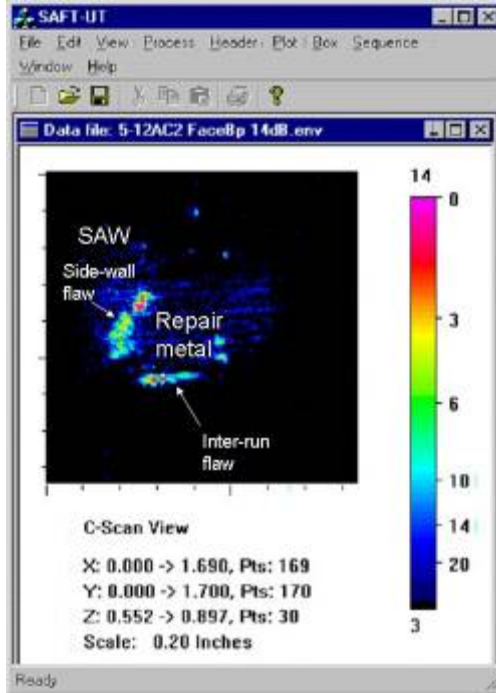 SAFT-UT
File Edit View Process Header Plot Box Sequence
Window Help
Data file: 5-12AC2 Face8p 14dB.env
14
0
SAW
Side-wall
flaw
3
Repair
metal
6
Inter-run
flaw
10
14
20
3
C-Scan View
X: 0.000 -> 1.690, Pts: 169
Y: 0.000 -> 1.700, Pts: 170
Z: 0.552 -> 0.897, Pts: 30
Scale: 0.20 Inches
Ready